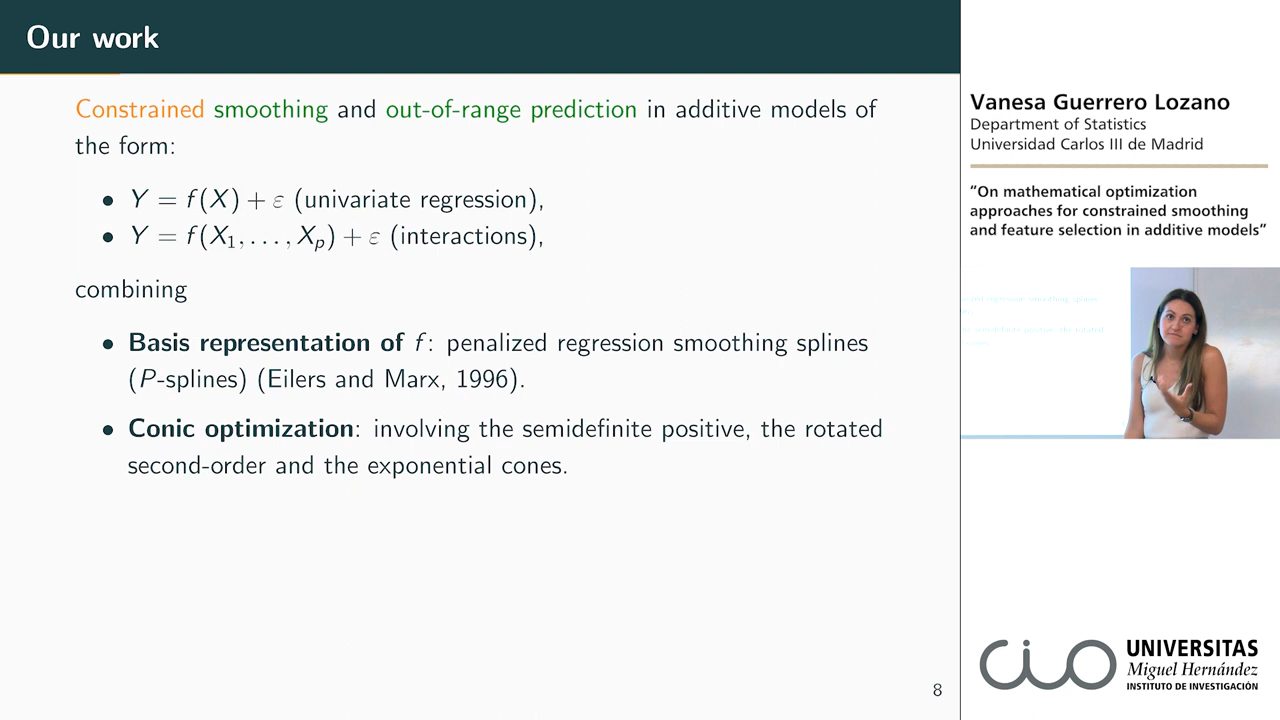 Our work
Constrained smoothing and out-of-range prediction in additive models of
the form:
• Y = f(X) + ε (univariate regression),
• Y = f(X₁, . . . , Xₚ) + ε (interactions),
combining
• Basis representation of f: penalized regression smoothing splines
(P-splines) (Eilers and Marx, 1996).
• Conic optimization: involving the semidefinite positive, the rotated
second-order and the exponential cones.
8
Vanesa Guerrero Lozano
Department of Statistics
Universidad Carlos III de Madrid
“On mathematical optimization
approaches for constrained smoothing
and feature selection in additive models”
cio
UNIVERSITAS
Miguel Hernández
INSTITUTO DE INVESTIGACIÓN